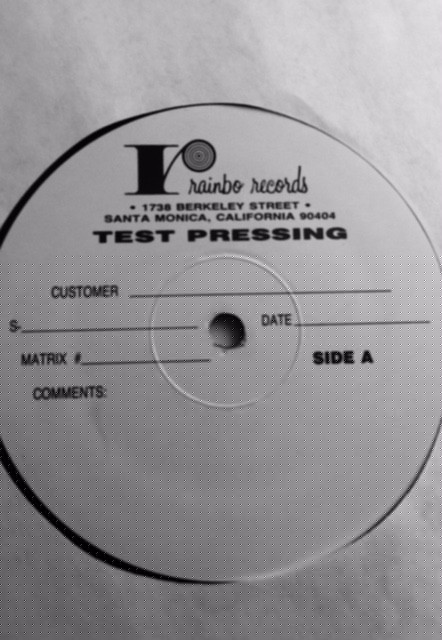 r rainbo records
• 1738 BERKELEY STREET •
SANTA MONICA, CALIFORNIA 90404
TEST PRESSING
CUSTOMER
S- DATE
MATRIX # SIDE A
COMMENTS: